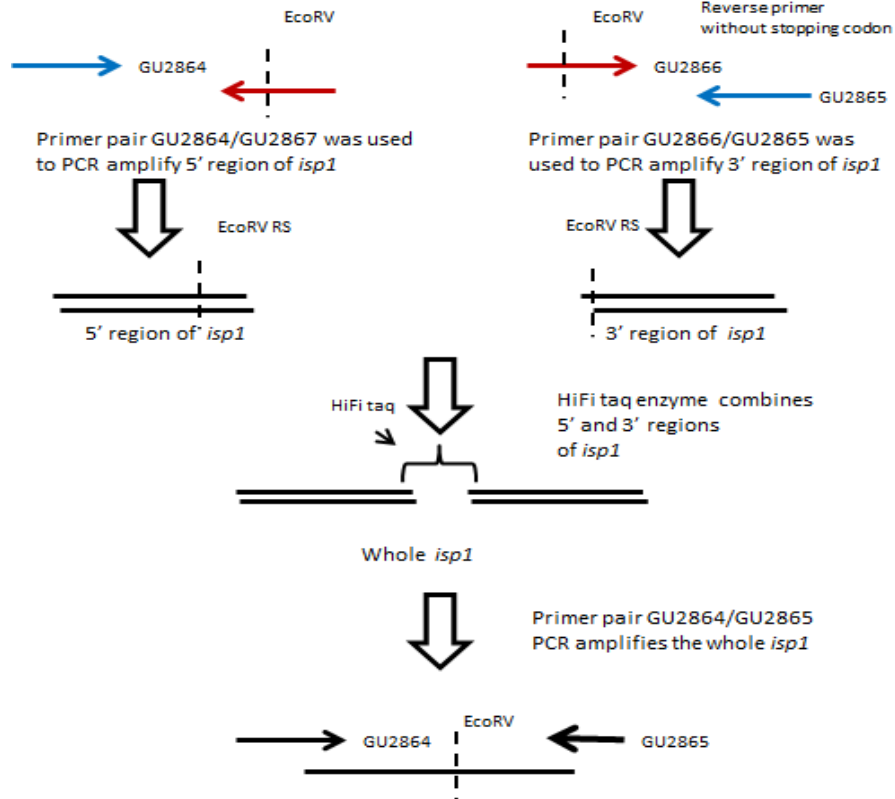 EcoRV
GU2864
Primer pair GU2864/GU2867 was used
to PCR amplify 5' region of isp1
EcoRV
Reverse primer
without stopping codon
GU2866
GU2865
Primer pair GU2866/GU2865 was
used to PCR amplify 3' region of isp1
EcoRV RS
5' region of isp1
EcoRV RS
3' region of isp1
HiFi taq
HiFi taq enzyme combines
5' and 3' regions
of isp1
Whole isp1
Primer pair GU2864/GU2865
PCR amplifies the whole isp1
GU2864
EcoRV
GU2865